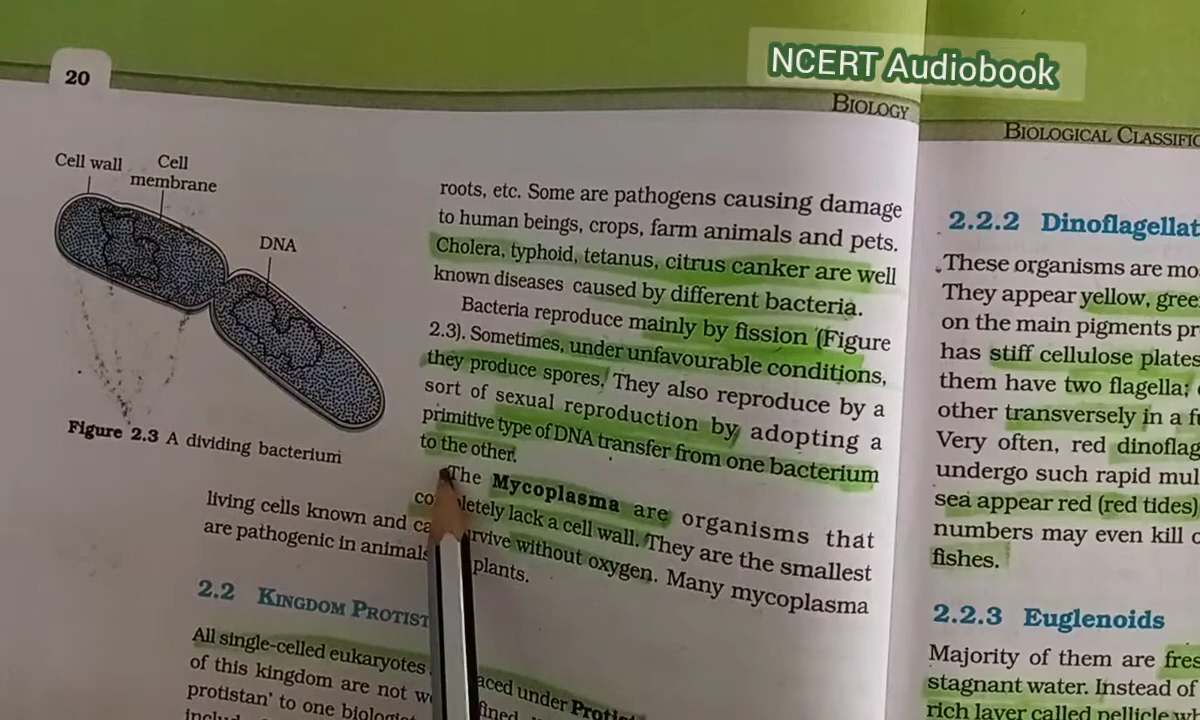 NCERT Audiobook
20
BIOLOGY
Cell wall
Cell
membrane
DNA
Figure 2.3 A dividing bacterium
roots, etc. Some are pathogens causing damage
to human beings, crops, farm animals and pets.
Cholera, typhoid, tetanus, citrus canker are well
known diseases caused by different bacteria.
Bacteria reproduce mainly by fission (Figure
2.3). Sometimes, under unfavourable conditions,
they produce spores. They also reproduce by a
sort of sexual reproduction by adopting a
primitive type of DNA transfer from one bacterium
to the other.
The Mycoplasma are organisms that
completely lack a cell wall. They are the smallest
living cells known and ca rvive without oxygen. Many mycoplasma
are pathogenic in animals plants.
2.2 KINGDOM PROTIST
All single-celled eukaryotes aced under Protis
of this kingdom are not w fined,
protistan' to one biologist
BIOLOGICAL CLASSIFIC
2.2.2 Dinoflagellat
These organisms are mo
They appear yellow, gree
on the main pigments pr
has stiff cellulose plates
them have two flagella;
other transversely in a fu
Very often, red dinoflag
undergo such rapid mul
sea appear red (red tides)
numbers may even kill
fishes.
2.2.3 Euglenoids
Majority of them are fres
stagnant water. Instead of
rich layer called pellicle wh